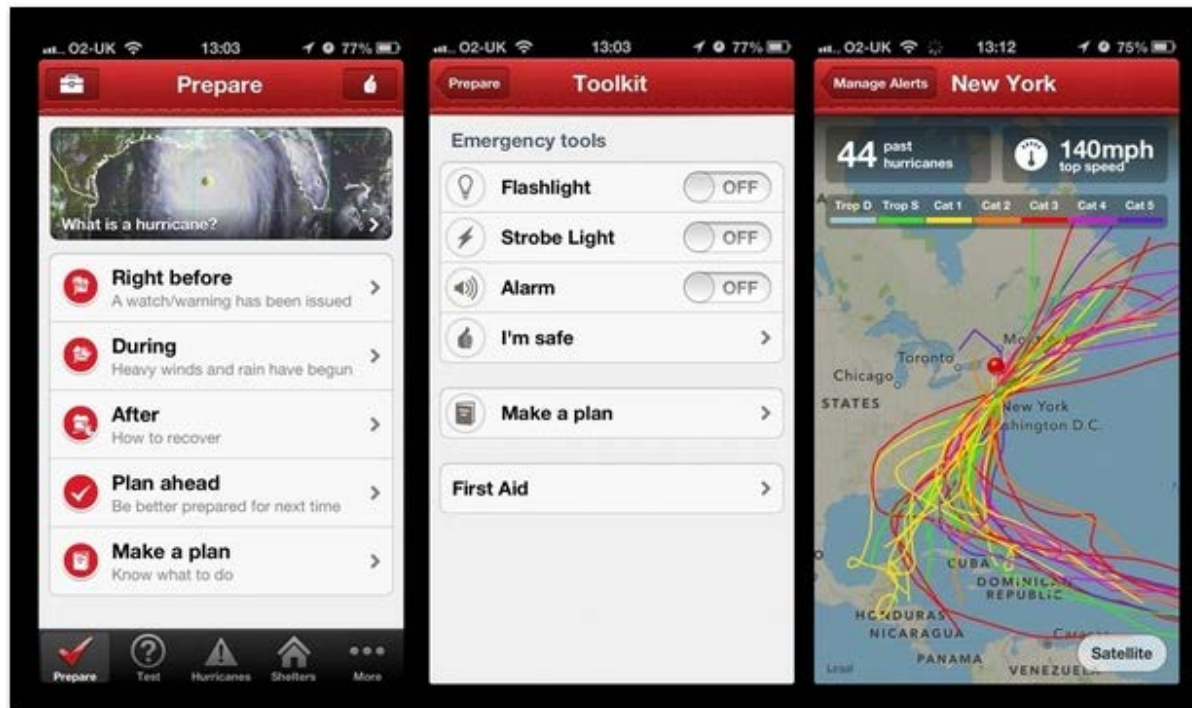 O2-UK 13:03 77%
Prepare
What is a hurricane?
Right before
A watch/warning has been issued
During
Heavy winds and rain have begun
After
How to recover
Plan ahead
Be better prepared for next time
Make a plan
Know what to do
Prepare Test Hurricanes Shelters More
O2-UK 13:03 77%
Prepare Toolkit
Emergency tools
Flashlight OFF
Strobe Light OFF
Alarm OFF
I'm safe
Make a plan
First Aid
O2-UK 13:12 75%
Manage Alerts New York
44 past hurricanes
140mph top speed
Trop D Trop S Cat 1 Cat 2 Cat 3 Cat 4 Cat 5
Toronto
Chicago
STATES
New York
shington D.C.
CUBA
DOMINICAN
REPUBLIC
HONDURAS
NICARAGUA
PANAMA
VENEZUELA
Satellite
Legal